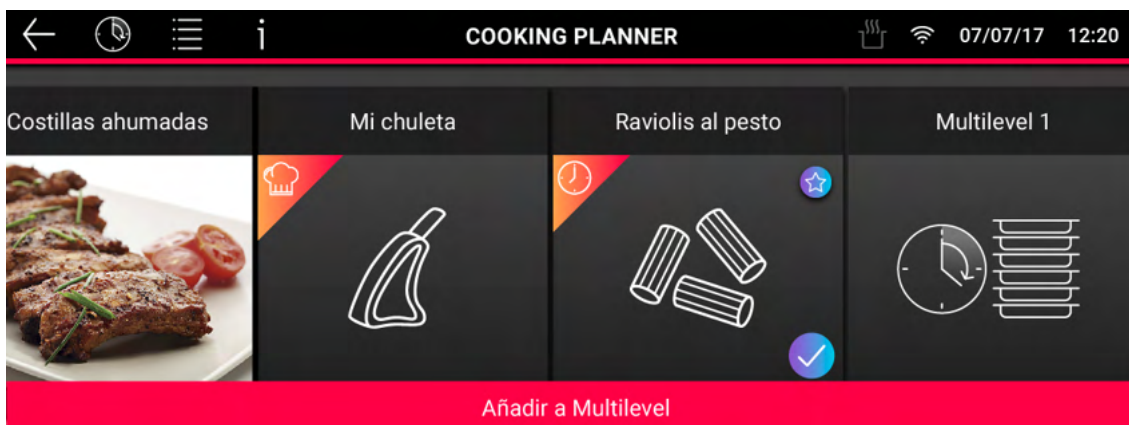 COOKING PLANNER
07/07/17 12:20
Costillas ahumadas
Mi chuleta
Raviolis al pesto
Multilevel 1
Añadir a Multilevel